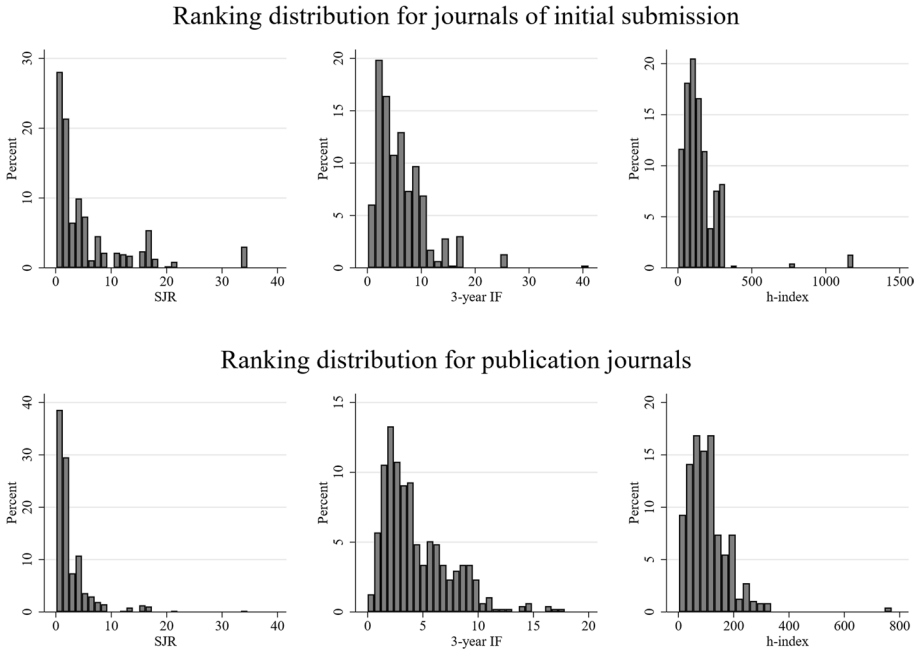 Ranking distribution for journals of initial submission
30
20
10
0
Percent
0 10 20 30 40
SJR
20
15
10
5
0
Percent
0 10 20 30 40
3-year IF
20
15
10
5
0
Percent
0 500 1000 1500
h-index
Ranking distribution for publication journals
40
30
20
10
0
Percent
0 10 20 30 40
SJR
15
10
5
0
Percent
0 5 10 15 20
3-year IF
20
15
10
5
0
Percent
0 200 400 600 800
h-index